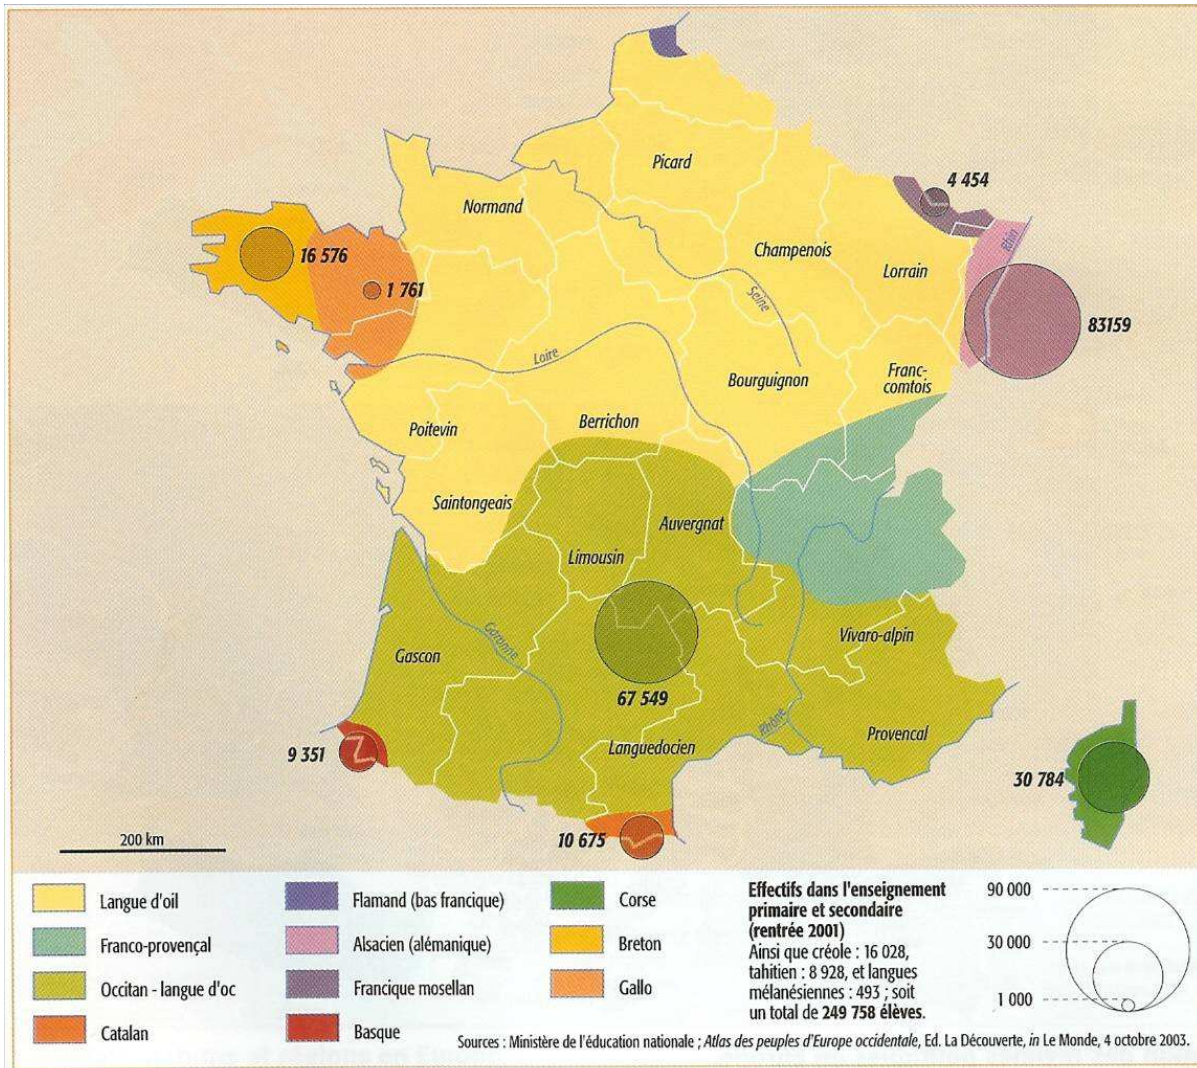 4 454
Picard
Normand
Champenois
Rhin
16 576
Lorrain
1 761
Seine
83159
Loire
Bourguignon
Franc-
comtois
Poitevin
Berrichon
Saintongeais
Auvergnat
Limousin
Garonne
Vivaro-alpin
Gascon
67 549
Rhône
Provencal
9 351
Languedocien
30 784
200 km
10 675
Langue d'oil
Franco-provençal
Occitan - langue d'oc
Catalan
Flamand (bas francique)
Alsacien (alémanique)
Francique mosellan
Basque
Corse
Breton
Gallo
Effectifs dans l'enseignement
primaire et secondaire
(rentrée 2001)
Ainsi que créole : 16 028,
tahitien : 8 928, et langues
mélanésiennes : 493 ; soit
un total de 249 758 élèves.
90 000
30 000
1 000
Sources : Ministère de l'éducation nationale ; Atlas des peuples d'Europe occidentale, Ed. La Découverte, in Le Monde, 4 octobre 2003.